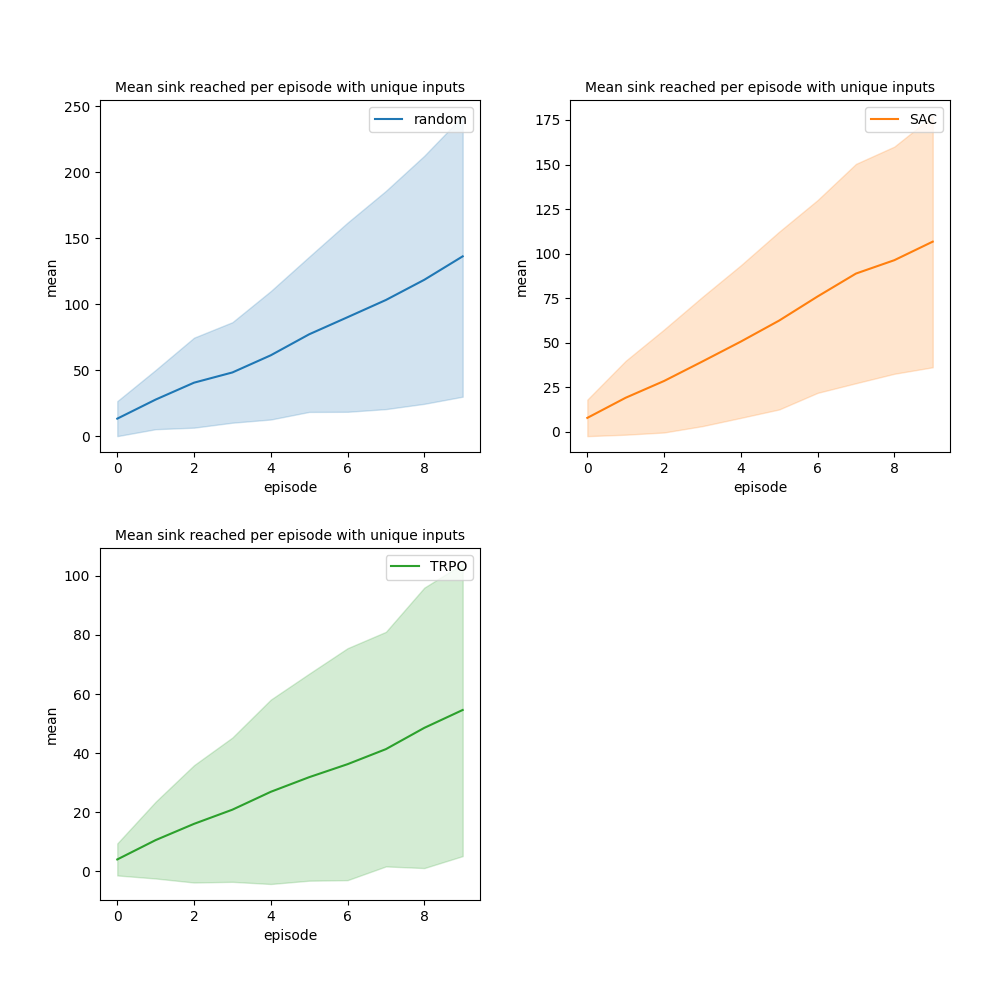 Mean sink reached per episode with unique inputs
250
200
150
100
50
0
mean
random
0 2 4 6 8
episode
Mean sink reached per episode with unique inputs
175
150
125
100
75
50
25
0
mean
SAC
0 2 4 6 8
episode
Mean sink reached per episode with unique inputs
100
80
60
40
20
0
mean
TRPO
0 2 4 6 8
episode